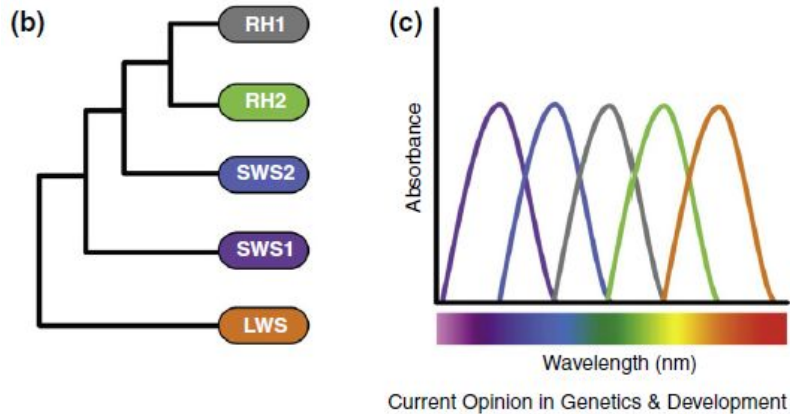 (b)
RH1
RH2
SWS2
SWS1
LWS
(c)
Absorbance
Wavelength (nm)
Current Opinion in Genetics & Development